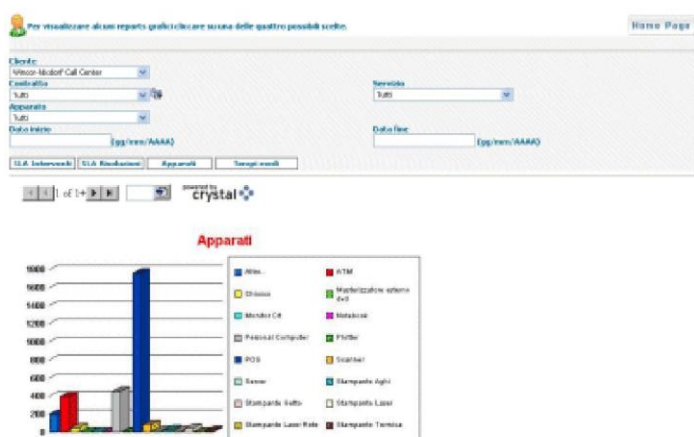 Per visualizzare alcuni reports grafici cliccare su una delle quattro possibili scelte.
Home Page
Cliente
Wincor-Nixdorf Call Center
Contratto
Servizio
Tutti
Tutti
Apparato
Tutti
Data inizio
Data fine
(gg/mm/AAAA)
(gg/mm/AAAA)
SLA Interventi
SLA Risoluzioni
Apparati
Tempi medi
1 of 1+
powered by
crystal
Apparati
1800
1600
1400
1200
1000
800
600
400
200
0
Altro..
ATM
Chiosco
Masterizzatore esterno
dvd
Monitor Crt
Notebook
Personal Computer
Plotter
POS
Scanner
Server
Stampante Aghi
Stampante Getto
Stampante Laser
Stampante Laser Rete
Stampante Termica